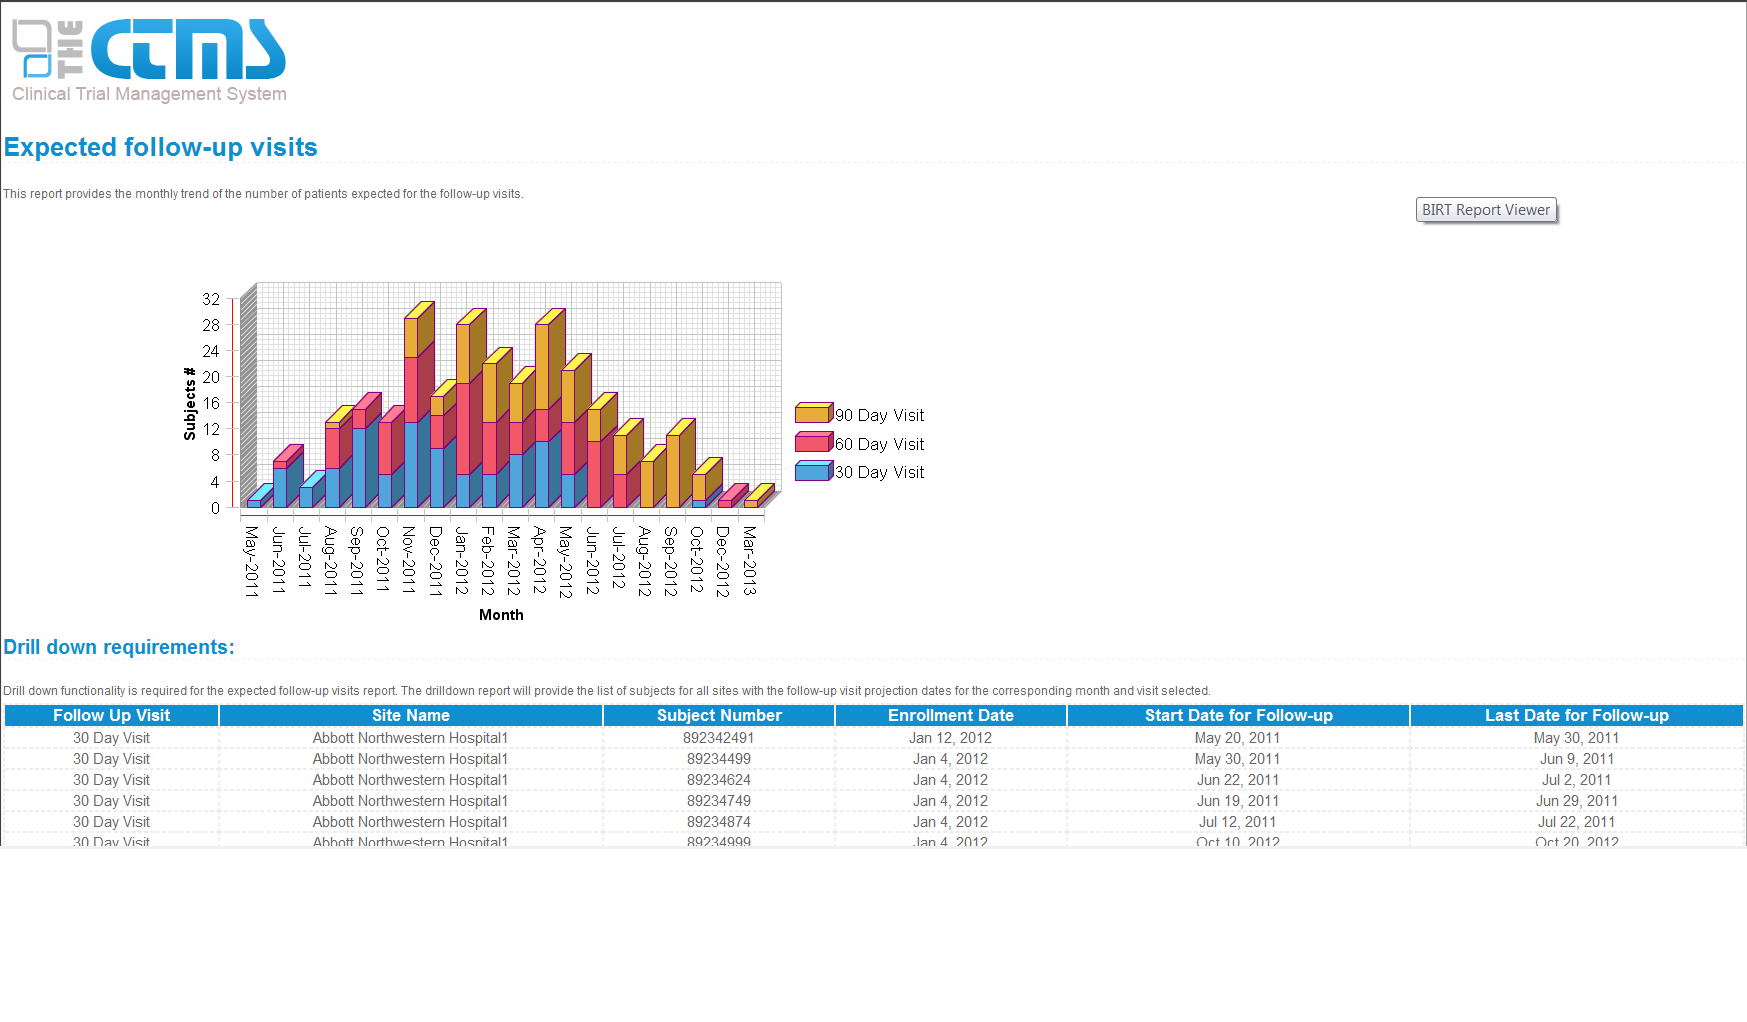 THE CTMS
Clinical Trial Management System
Expected follow-up visits
This report provides the monthly trend of the number of patients expected for the follow-up visits.
BIRT Report Viewer
32
28
24
20
16
12
8
4
0
Subjects #
90 Day Visit
60 Day Visit
30 Day Visit
May-2011
Jun-2011
Jul-2011
Aug-2011
Sep-2011
Oct-2011
Nov-2011
Dec-2011
Jan-2012
Feb-2012
Mar-2012
Apr-2012
May-2012
Jun-2012
Jul-2012
Aug-2012
Sep-2012
Oct-2012
Dec-2012
Mar-2013
Month
Drill down requirements:
Drill down functionality is required for the expected follow-up visits report. The drilldown report will provide the list of subjects for all sites with the follow-up visit projection dates for the corresponding month and visit selected.
Follow Up Visit Site Name Subject Number Enrollment Date Start Date for Follow-up Last Date for Follow-up
30 Day Visit Abbott Northwestern Hospital1 892342491 Jan 12, 2012 May 20, 2011 May 30, 2011
30 Day Visit Abbott Northwestern Hospital1 89234499 Jan 4, 2012 May 30, 2011 Jun 9, 2011
30 Day Visit Abbott Northwestern Hospital1 89234624 Jan 4, 2012 Jun 22, 2011 Jul 2, 2011
30 Day Visit Abbott Northwestern Hospital1 89234749 Jan 4, 2012 Jun 19, 2011 Jun 29, 2011
30 Day Visit Abbott Northwestern Hospital1 89234874 Jan 4, 2012 Jul 12, 2011 Jul 22, 2011
30 Day Visit Abbott Northwestern Hospital1 89234999 Jan 4, 2012 Oct 10, 2012 Oct 20, 2012